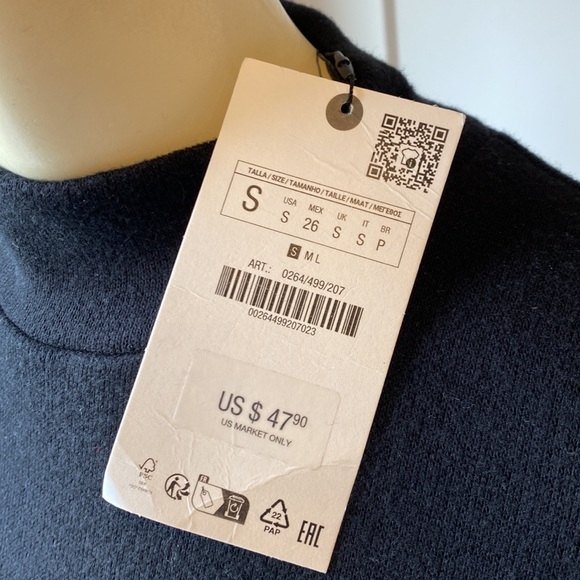 TALLA / SIZE / TAMANHO / TAILLE / MAAT / ΜΕΓΕΘΟΣ
S USA MEX UK IT BR
S 26 S S P
S M L
ART.: 0264/499/207
00264499207023
US $ 47.90
US MARKET ONLY
FSC
FR
22
PAP
EAC